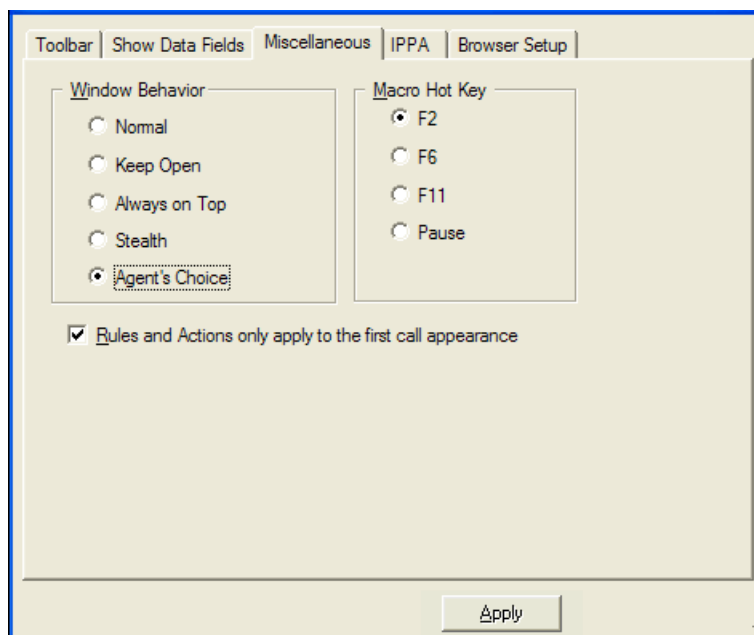 Toolbar Show Data Fields Miscellaneous IPPA Browser Setup
Window Behavior
Normal
Keep Open
Always on Top
Stealth
Agent's Choice
Macro Hot Key
F2
F6
F11
Pause
Rules and Actions only apply to the first call appearance
Apply